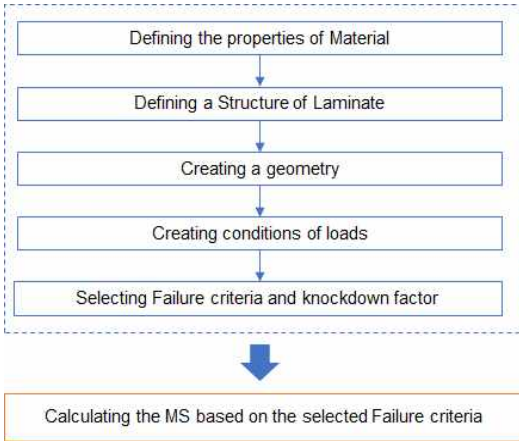 Defining the properties of Material
Defining a Structure of Laminate
Creating a geometry
Creating conditions of loads
Selecting Failure criteria and knockdown factor
Calculating the MS based on the selected Failure criteria